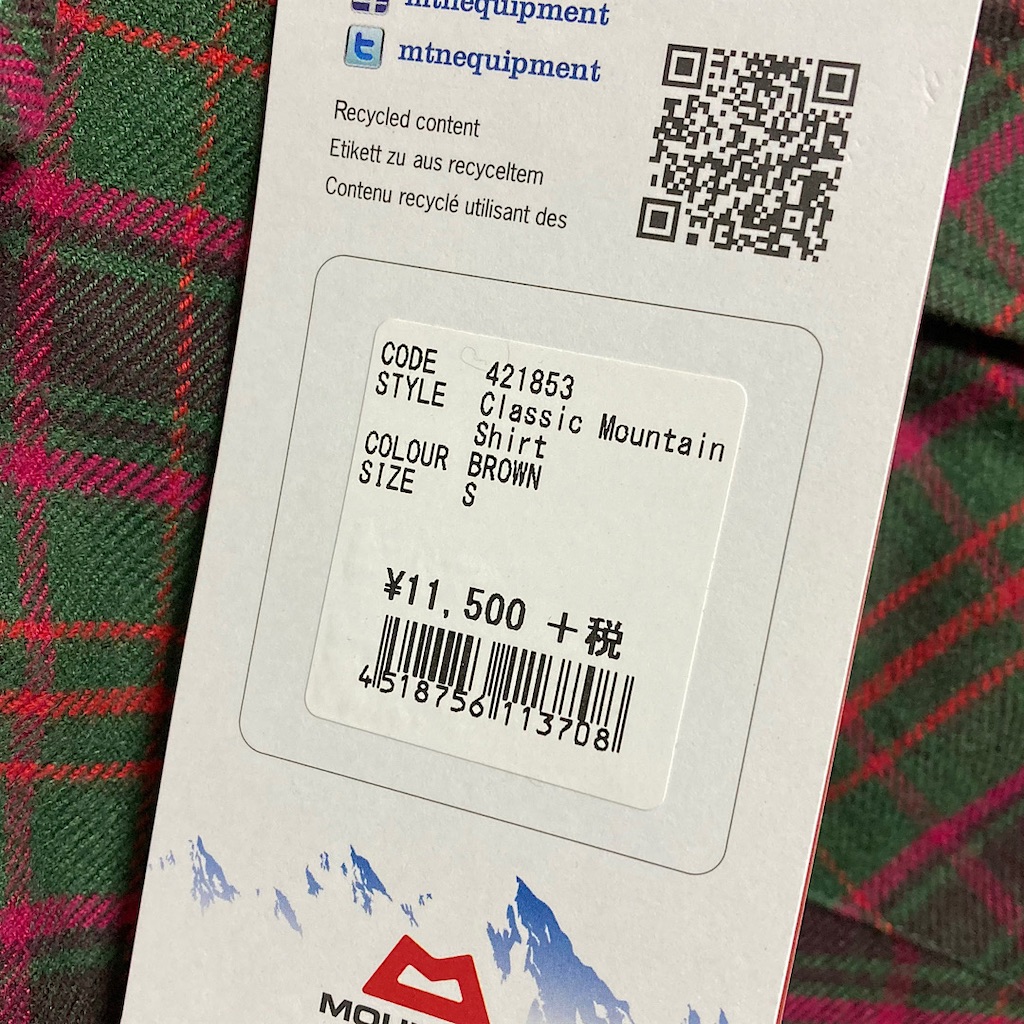 mtnequipment
mtnequipment
Recycled content
Etikett zu aus recyceltem
Contenu recyclé utilisant des
CODE 421853
STYLE Classic Mountain
Shirt
COLOUR BROWN
SIZE S
¥11,500 +税
4518756113708